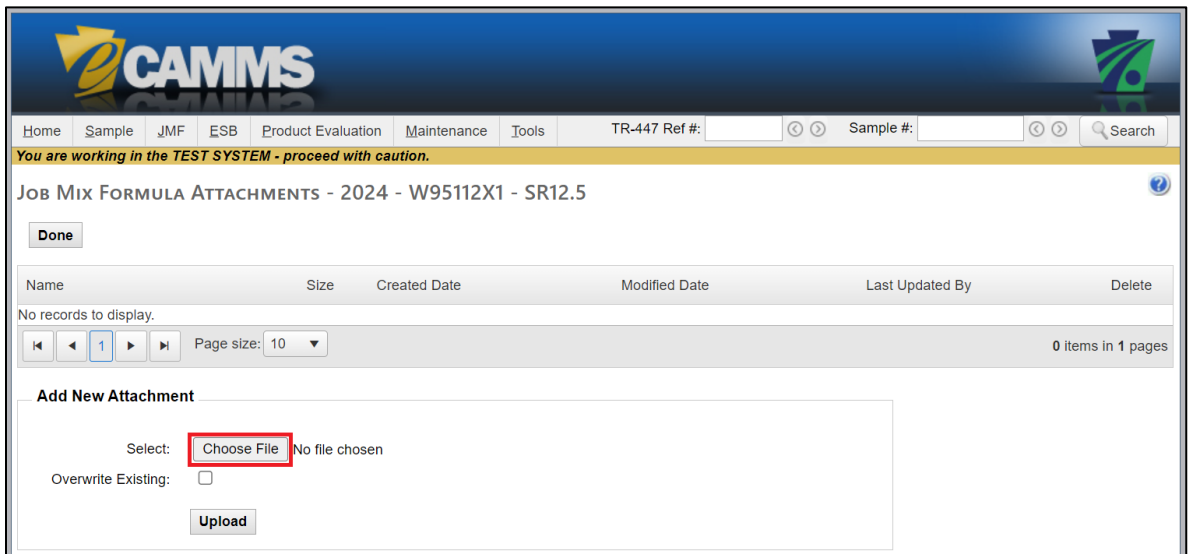 eCAMMS
Home Sample JMF ESB Product Evaluation Maintenance Tools TR-447 Ref #: Sample #: Search
You are working in the TEST SYSTEM - proceed with caution.
JOB MIX FORMULA ATTACHMENTS - 2024 - W95112X1 - SR12.5
?
Done
Name Size Created Date Modified Date Last Updated By Delete
No records to display.
1 Page size: 10 0 items in 1 pages
Add New Attachment
Select: Choose File No file chosen
Overwrite Existing:
Upload